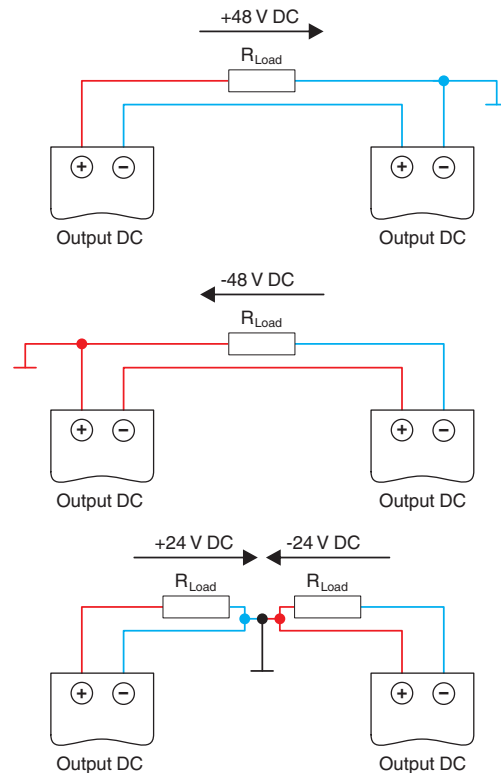 +48 V DC
RLoad
+ − + −
Output DC Output DC
-48 V DC
RLoad
+ − + −
Output DC Output DC
+24 V DC -24 V DC
RLoad RLoad
+ − + −
Output DC Output DC